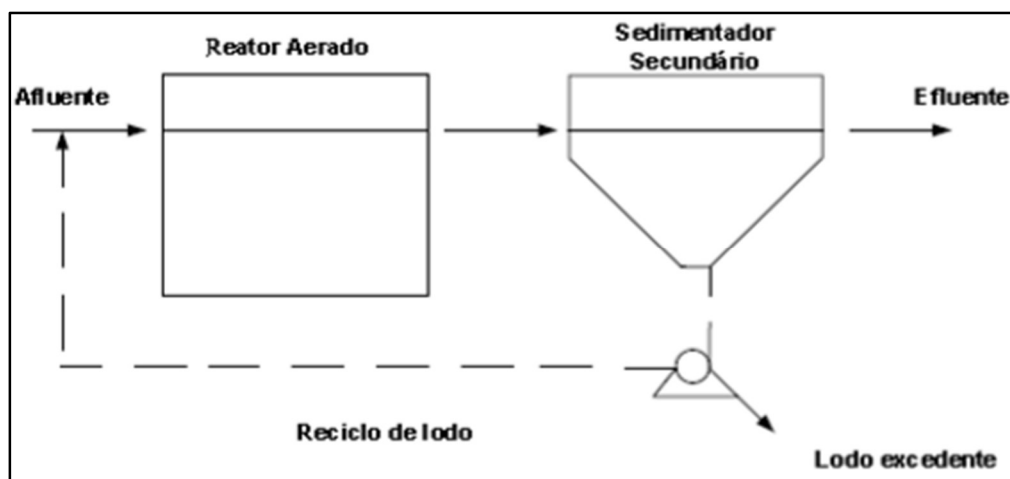 Reator Aerado
Sedimentador
Secundário
Afluente
Efluente
Reciclo de lodo
Lodo excedente